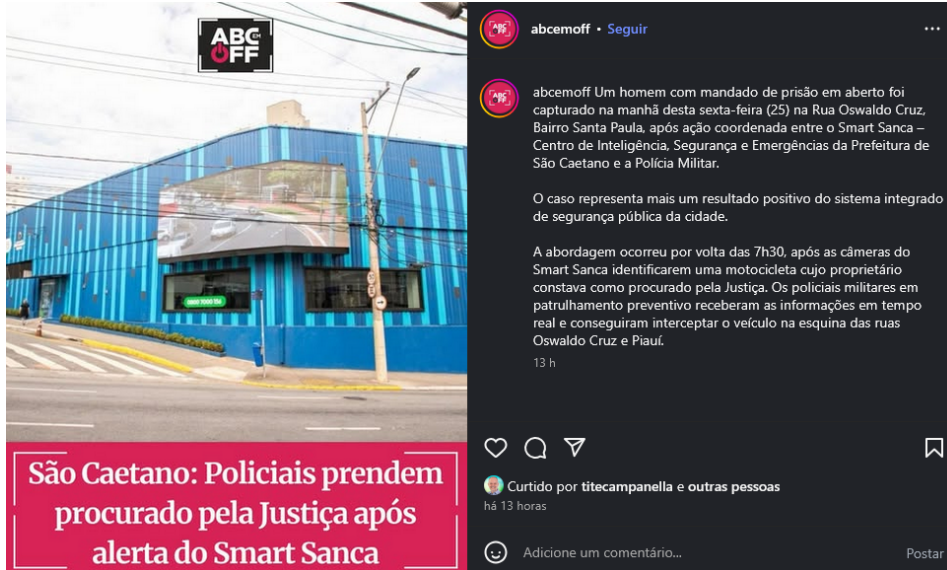 ABC
EM
OFF
0800 7000 156
São Caetano: Policiais prendem
procurado pela Justiça após
alerta do Smart Sanca
abcemoff • Seguir
abcemoff Um homem com mandado de prisão em aberto foi
capturado na manhã desta sexta-feira (25) na Rua Oswaldo Cruz,
Bairro Santa Paula, após ação coordenada entre o Smart Sanca –
Centro de Inteligência, Segurança e Emergências da Prefeitura de
São Caetano e a Polícia Militar.
O caso representa mais um resultado positivo do sistema integrado
de segurança pública da cidade.
A abordagem ocorreu por volta das 7h30, após as câmeras do
Smart Sanca identificarem uma motocicleta cujo proprietário
constava como procurado pela Justiça. Os policiais militares em
patrulhamento preventivo receberam as informações em tempo
real e conseguiram interceptar o veículo na esquina das ruas
Oswaldo Cruz e Piauí.
13 h
Curtido por titecampanella e outras pessoas
há 13 horas
Adicione um comentário...
Postar